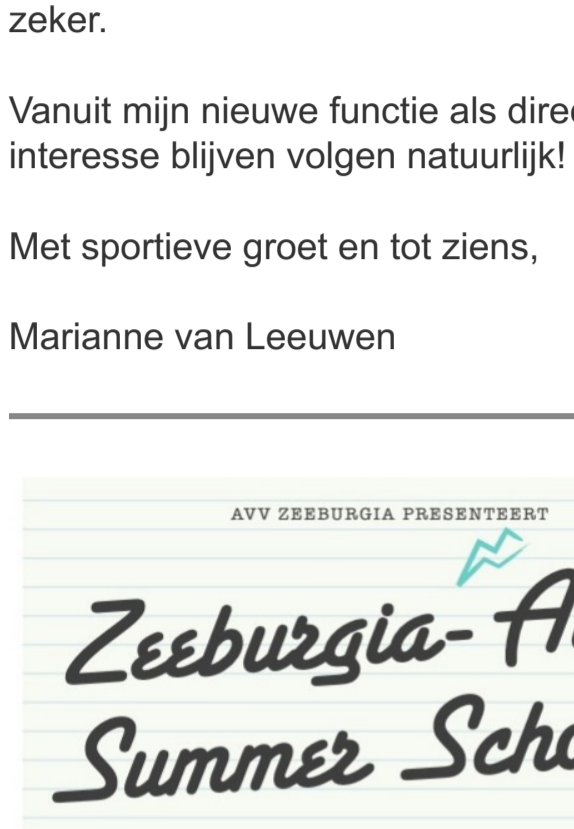 zeker.
Vanuit mijn nieuwe functie als
interesse blijven volgen natuurlijk!
Met sportieve groet en tot ziens,
Marianne van Leeuwen
AVV ZEEBURGIA PRESENTEERT
Zeeburgia-
Summer